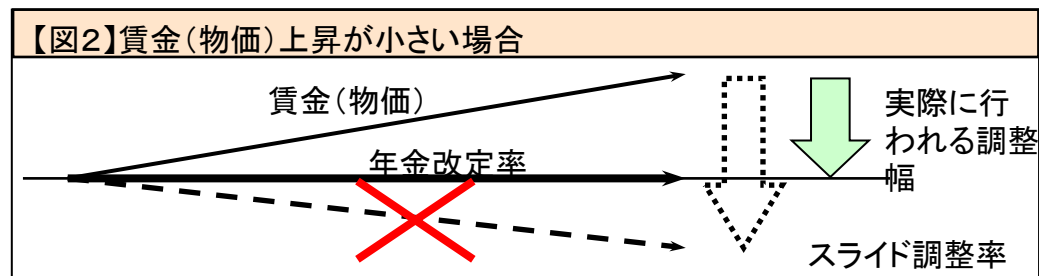 【図2】賃金(物価)上昇が小さい場合
賃金(物価)
年金改定率
実際に行
われる調整
幅
スライド調整率